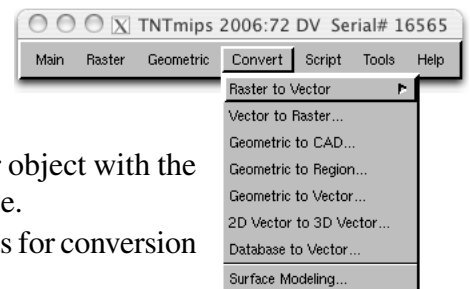 TNTmips 2006:72 DV Serial# 16565
Main Raster Geometric Convert Script Tools Help
Raster to Vector
Vector to Raster...
Geometric to CAD...
Geometric to Region...
Geometric to Vector...
2D Vector to 3D Vector...
Database to Vector...
Surface Modeling...
object with the
e.
s for conversion